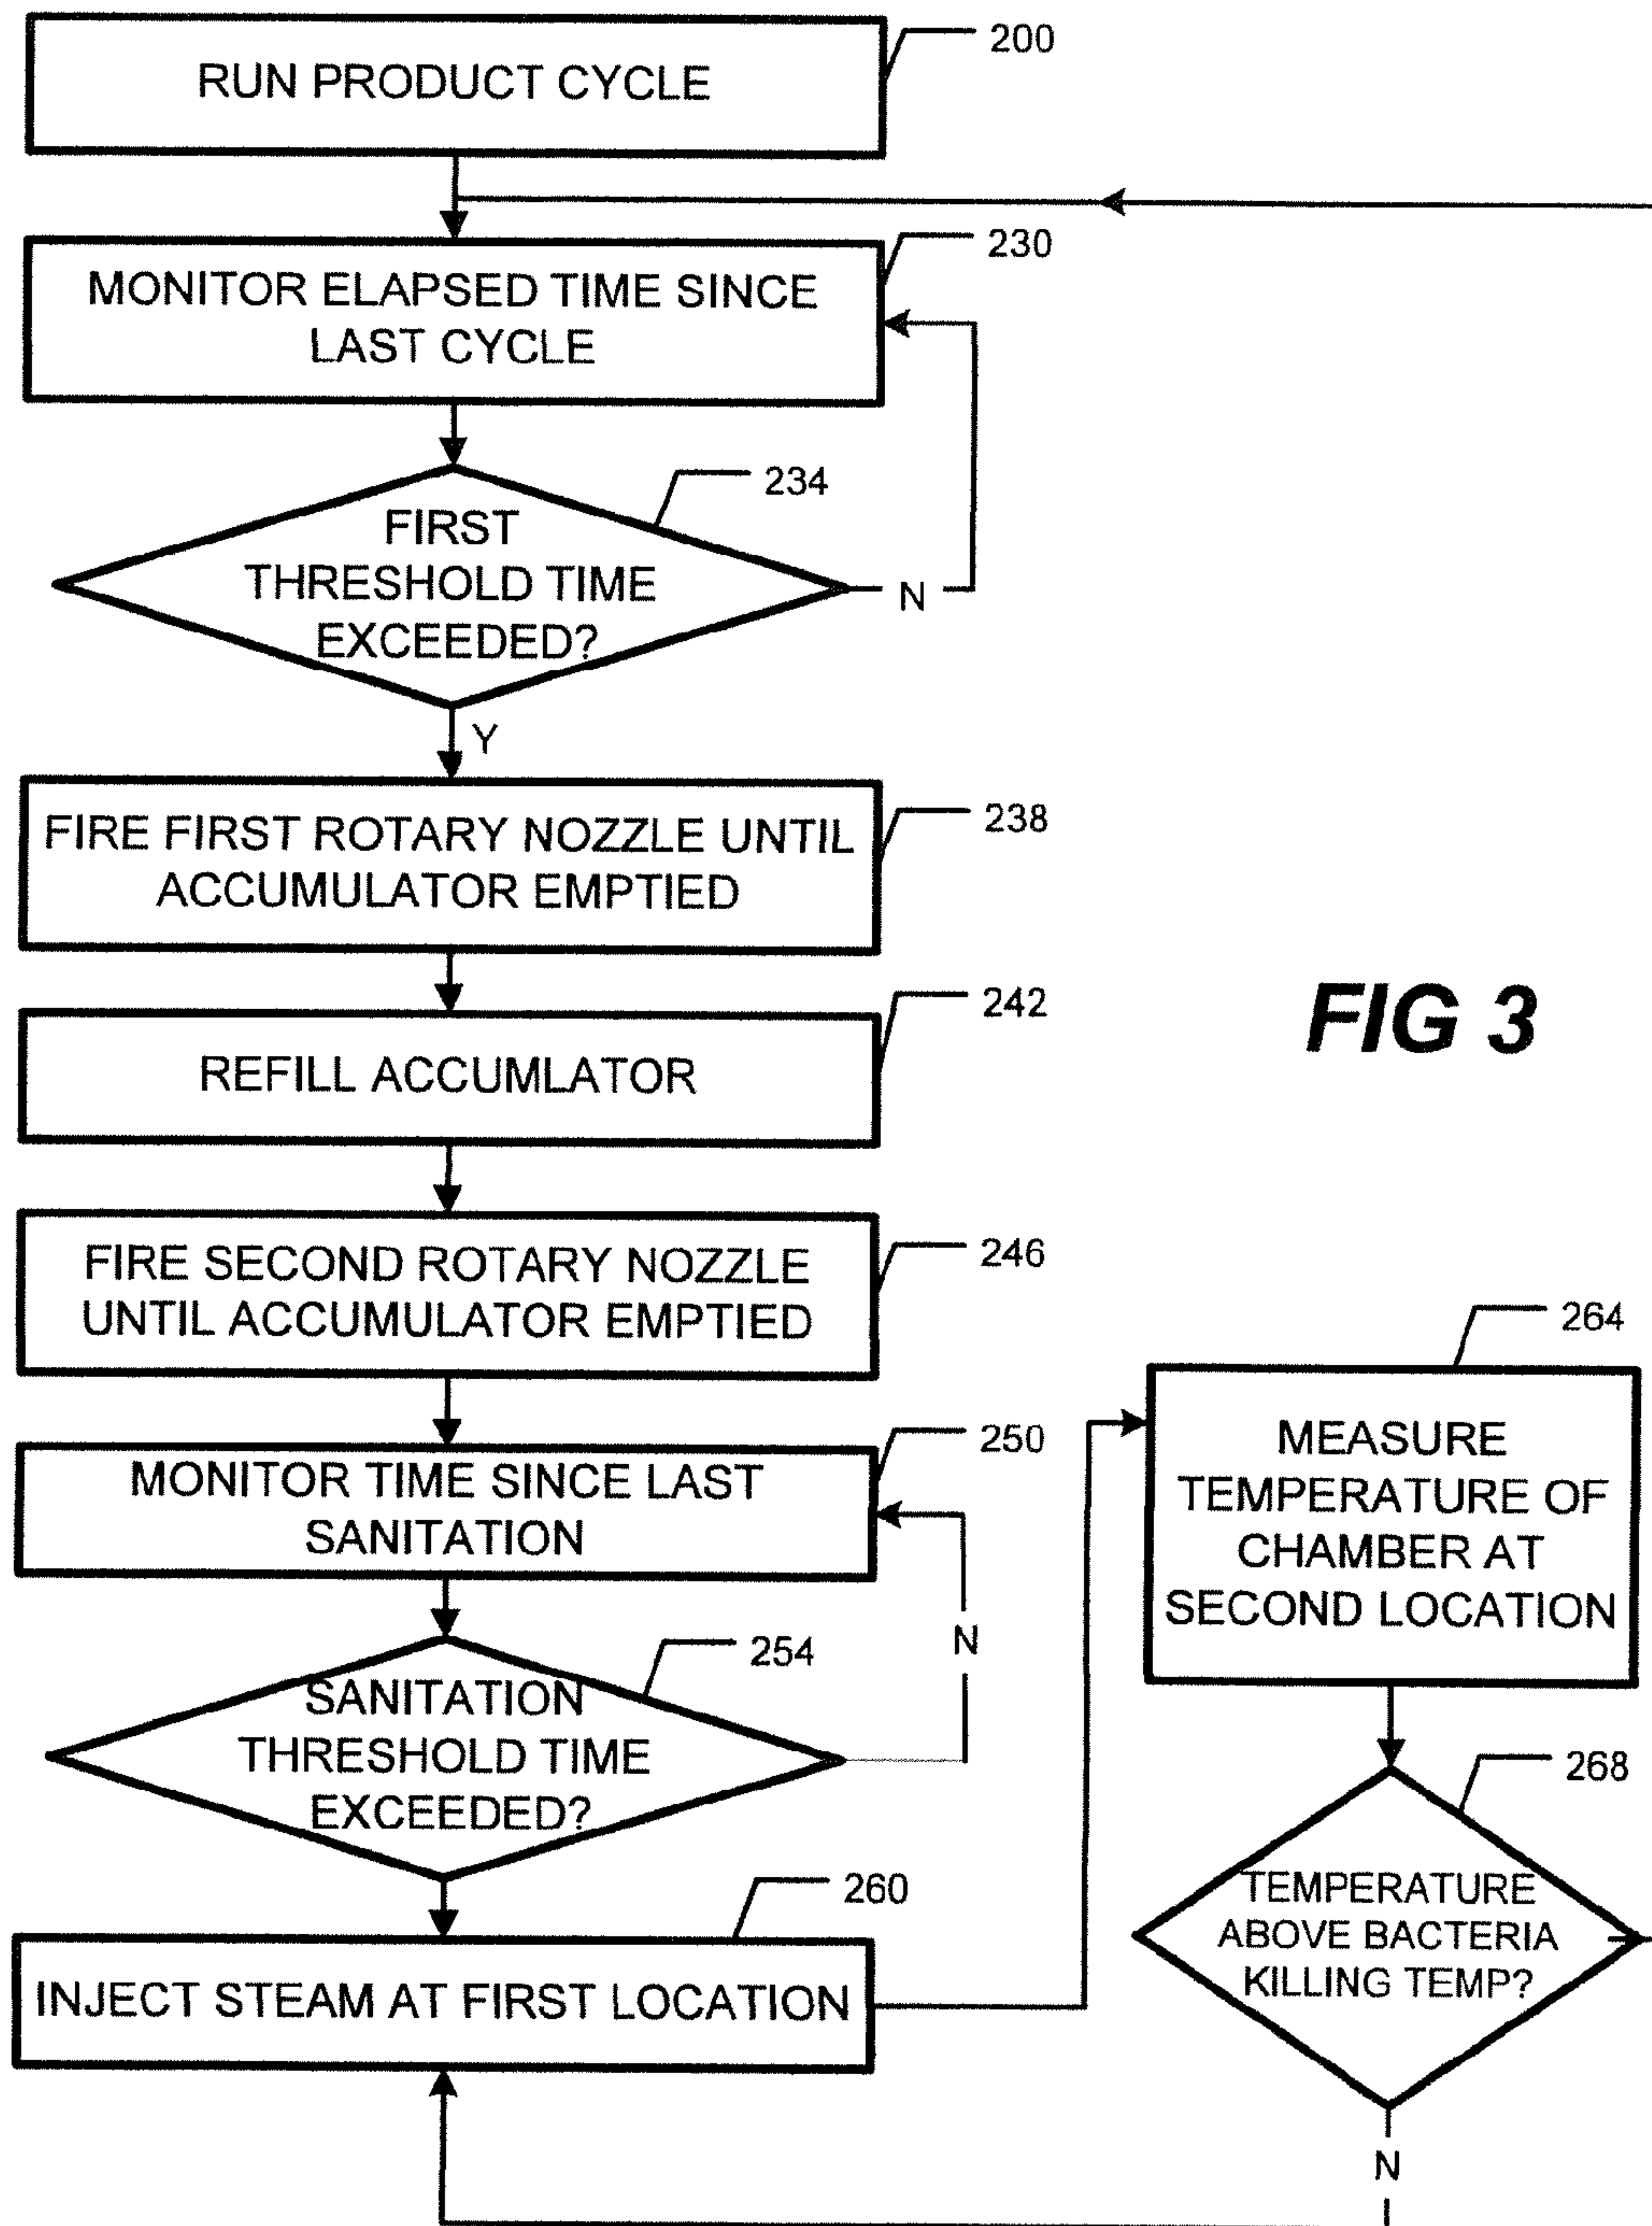 200
RUN PRODUCT CYCLE
230
MONITOR ELAPSED TIME SINCE
LAST CYCLE
234
FIRST
THRESHOLD TIME
EXCEEDED?
N
Y
238
FIRE FIRST ROTARY NOZZLE UNTIL
ACCUMULATOR EMPTIED
242
REFILL ACCUMLATOR
FIG 3
246
FIRE SECOND ROTARY NOZZLE
UNTIL ACCUMULATOR EMPTIED
250
MONITOR TIME SINCE LAST
SANITATION
N
254
SANITATION
THRESHOLD TIME
EXCEEDED?
260
INJECT STEAM AT FIRST LOCATION
264
MEASURE
TEMPERATURE OF
CHAMBER AT
SECOND LOCATION
268
TEMPERATURE
ABOVE BACTERIA
KILLING TEMP?
N